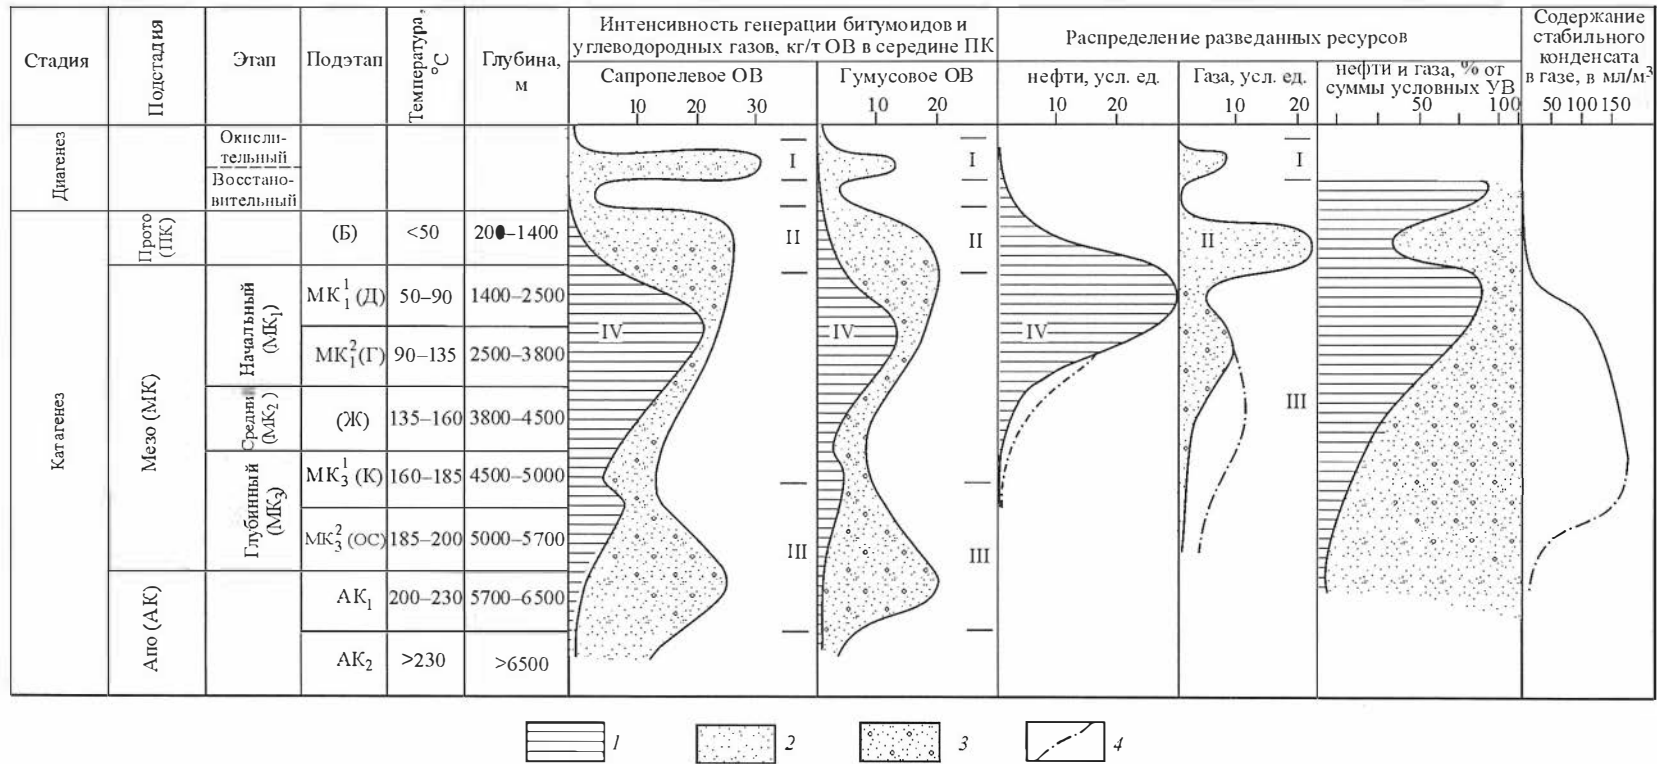 Стадия
Подстадия
Этап
Подэтап
Температура,
°С
Глубина,
м
Интенсивность генерации битумоидов и
углеводородных газов, кг/т ОВ в середине ПК
Сапропелевое ОВ
10 20 30
Гумусовое ОВ
10 20
Распределение разведанных ресурсов
нефти, усл. ед.
10 20
Газа, усл. ед.
10 20
нефти и газа, % от
суммы условных УВ
50 100
Содержание
стабильного
конденсата
в газе, в мл/м³
50 100 150
Диагенез
Окисли-
тельный
Восстано-
вительный
Катагенез
Прото
(ПК)
(Б) <50 200–1400
Мезо (МК)
Начальный
(МК₁)
МК₁¹(Д) 50–90 1400–2500
МК₁²(Г) 90–135 2500–3800
Средни
(МК₂)
(Ж) 135–160 3800–4500
Глубинный
(МК₃)
МК₃¹(К) 160–185 4500–5000
МК₃²(ОС) 185–200 5000–5700
Апо (АК)
АК₁ 200–230 5700–6500
АК₂ >230 >6500
I I I
II II II
IV IV IV
III
III III
1 2 3 4